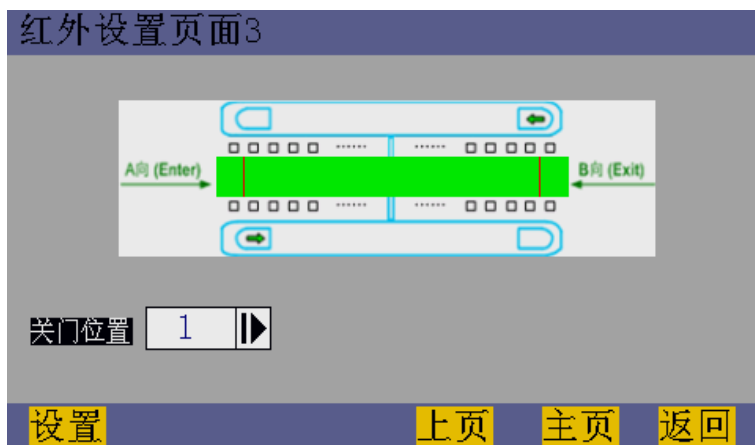 红外设置页面3
A向 (Enter)
B向 (Exit)
关门位置 1
设置 上页 主页 返回